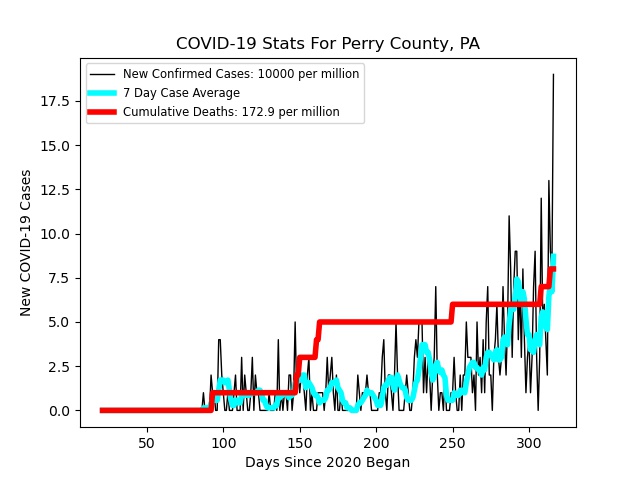 COVID-19 Stats For Perry County, PA
New Confirmed Cases: 10000 per million
7 Day Case Average
Cumulative Deaths: 172.9 per million
New COVID-19 Cases
17.5
15.0
12.5
10.0
7.5
5.0
2.5
0.0
50 100 150 200 250 300
Days Since 2020 Began